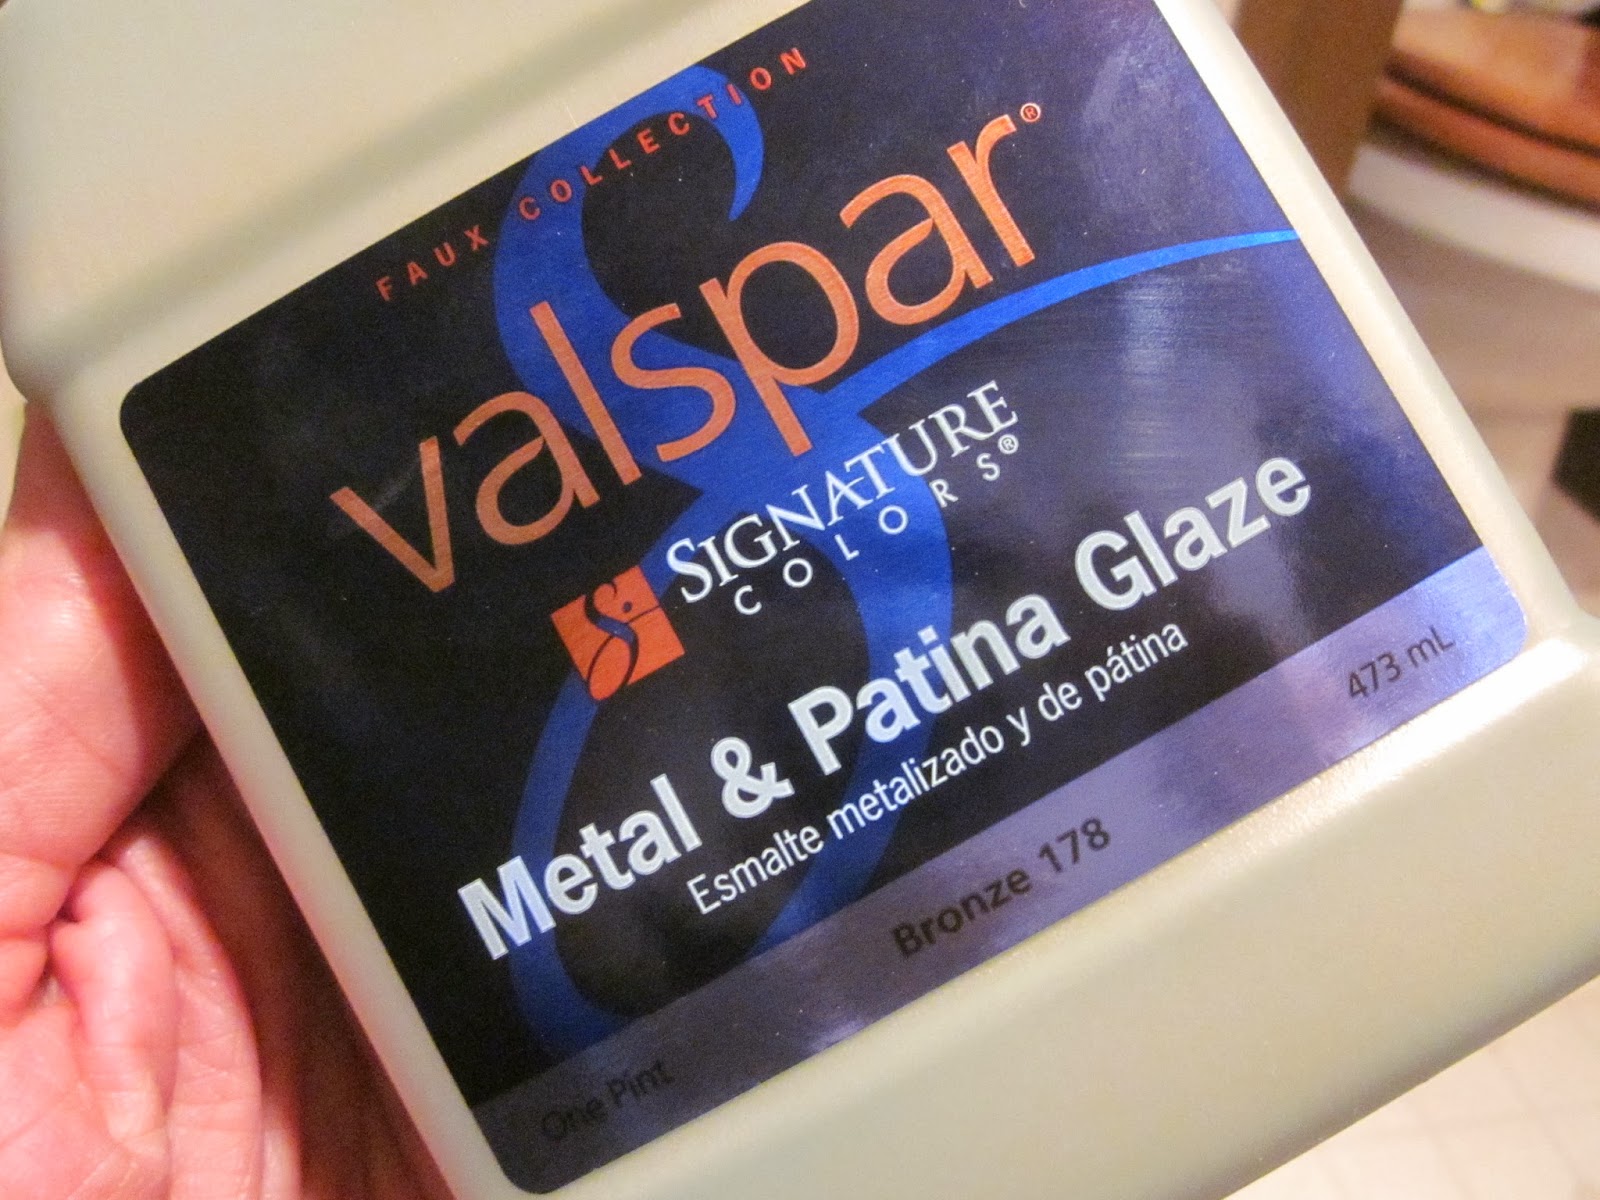 FAUX COLLECTION
valspar®
SIGNATURE
COLORS®
Metal & Patina Glaze
Esmalte metalizado y de pátina
Bronze 178
One Pint 473 mL